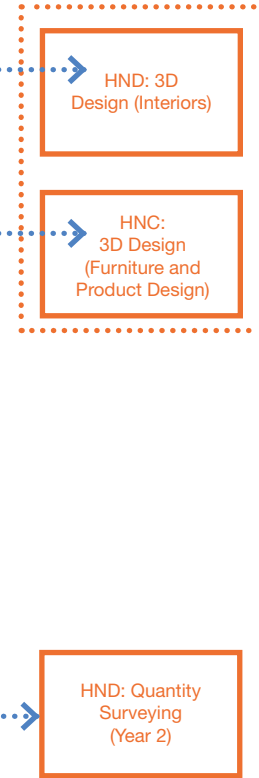 HND: 3D
Design (Interiors)
HNC:
3D Design
(Furniture and
Product Design)
HND: Quantity
Surveying
(Year 2)